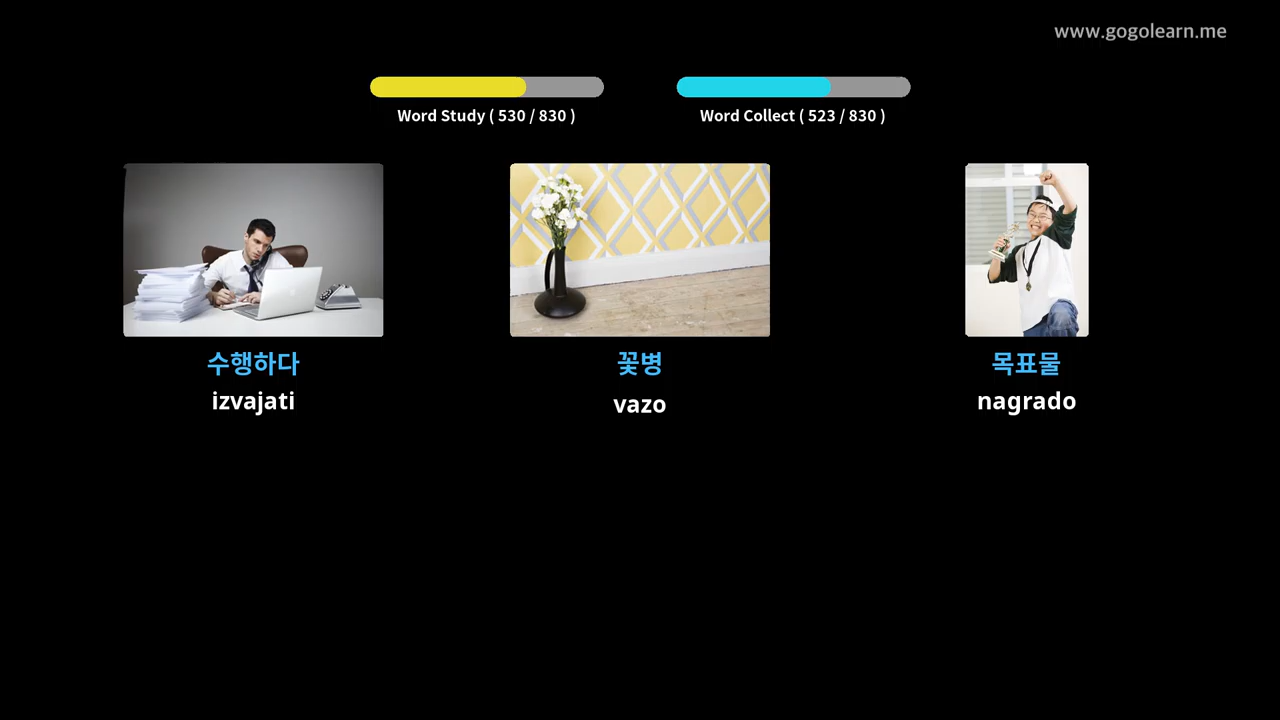 www.gogolearn.me
Word Study ( 530 / 830 )
Word Collect ( 523 / 830 )
수행하다
꽃병
목표물
izvajati
vazo
nagrado